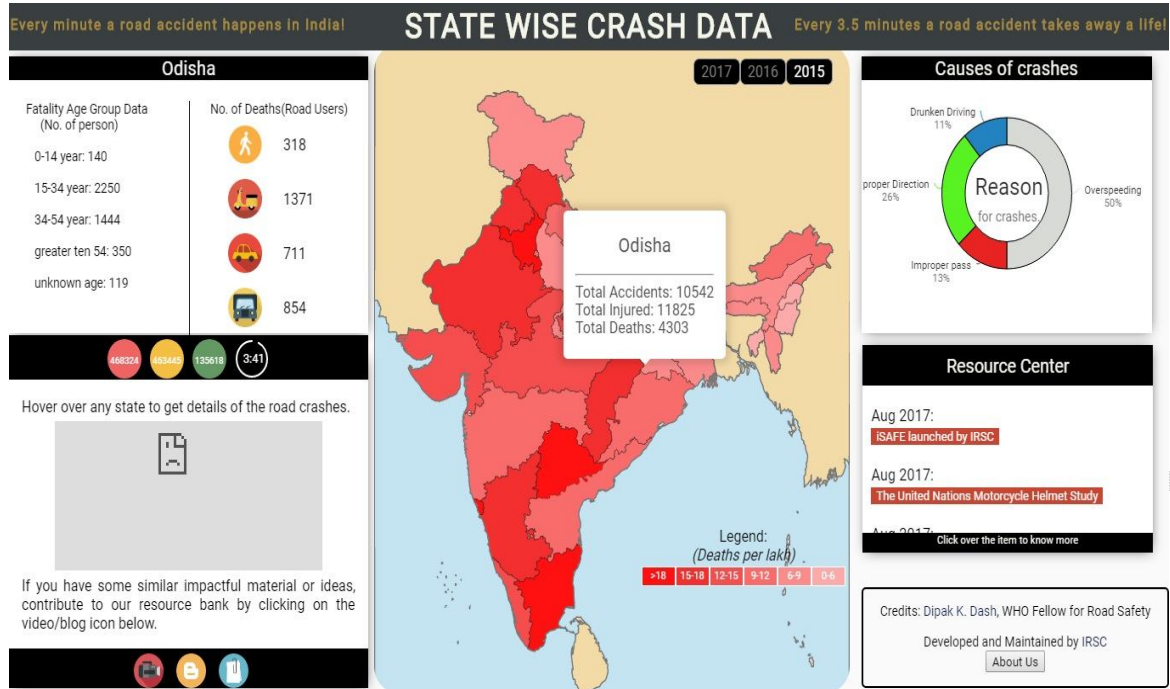 Every minute a road accident happens in India!
STATE WISE CRASH DATA
Every 3.5 minutes a road accident takes away a life!
Odisha
Fatality Age Group Data
(No. of person)
0-14 year: 140
15-34 year: 2250
34-54 year: 1444
greater ten 54: 350
unknown age: 119
No. of Deaths(Road Users)
318
1371
711
854
468324
463445
135618
3:41
Hover over any state to get details of the road crashes.
If you have some similar impactful material or ideas,
contribute to our resource bank by clicking on the
video/blog icon below.
2017
2016
2015
Odisha
Total Accidents: 10542
Total Injured: 11825
Total Deaths: 4303
Legend:
(Deaths per lakh)
>18
15-18
12-15
9-12
6-9
0-6
Causes of crashes
Drunken Driving
11%
proper Direction
26%
Reason
for crashes.
Overspeeding
50%
Improper pass
13%
Resource Center
Aug 2017:
iSAFE launched by IRSC
Aug 2017:
The United Nations Motorcycle Helmet Study
Aug 2017:
Click over the item to know more
Credits: Dipak K. Dash, WHO Fellow for Road Safety
Developed and Maintained by IRSC
About Us